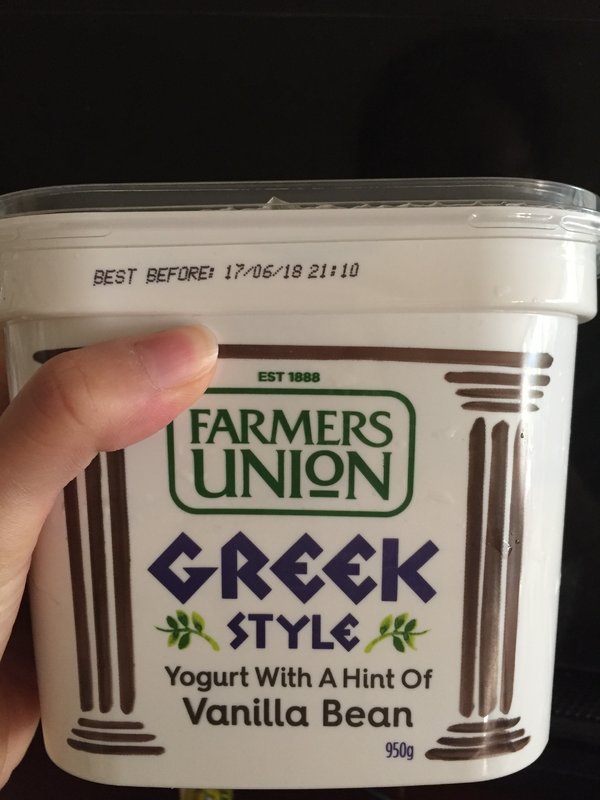 BEST BEFORE: 17/06/18 21:10
EST 1888
FARMERS
UNION
GREEK
STYLE
Yogurt With A Hint Of
Vanilla Bean
950g